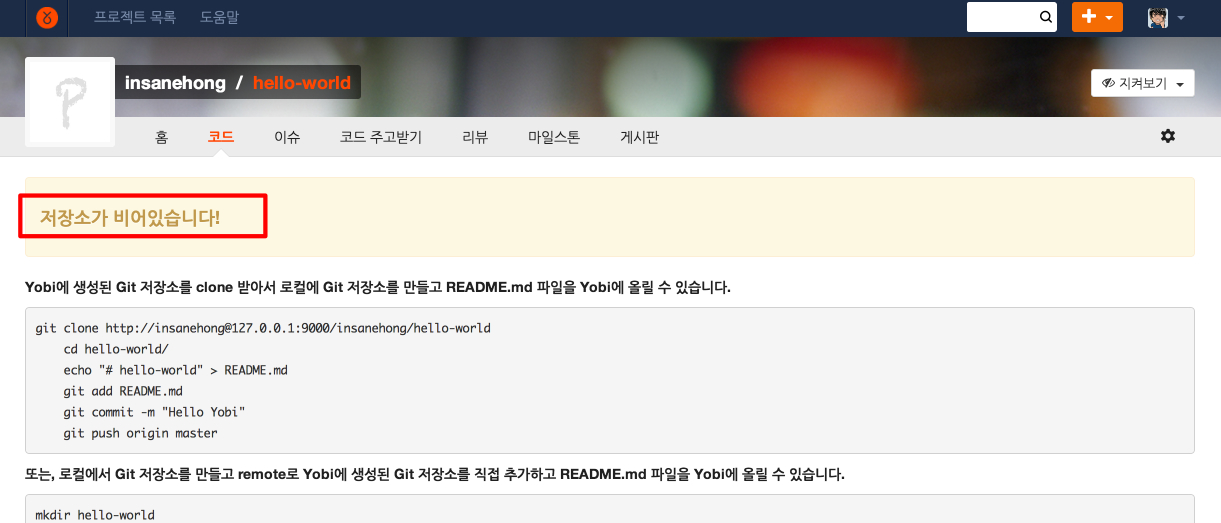 프로젝트 목록 도움말
insanehong / hello-world
지켜보기
홈 코드 이슈 코드 주고받기 리뷰 마일스톤 게시판
저장소가 비어있습니다!
Yobi에 생성된 Git 저장소를 clone 받아서 로컬에 Git 저장소를 만들고 README.md 파일을 Yobi에 올릴 수 있습니다.
git clone http://insanehong@127.0.0.1:9000/insanehong/hello-world
cd hello-world/
echo "# hello-world" > README.md
git add README.md
git commit -m "Hello Yobi"
git push origin master
또는, 로컬에서 Git 저장소를 만들고 remote로 Yobi에 생성된 Git 저장소를 직접 추가하고 README.md 파일을 Yobi에 올릴 수 있습니다.
mkdir hello-world